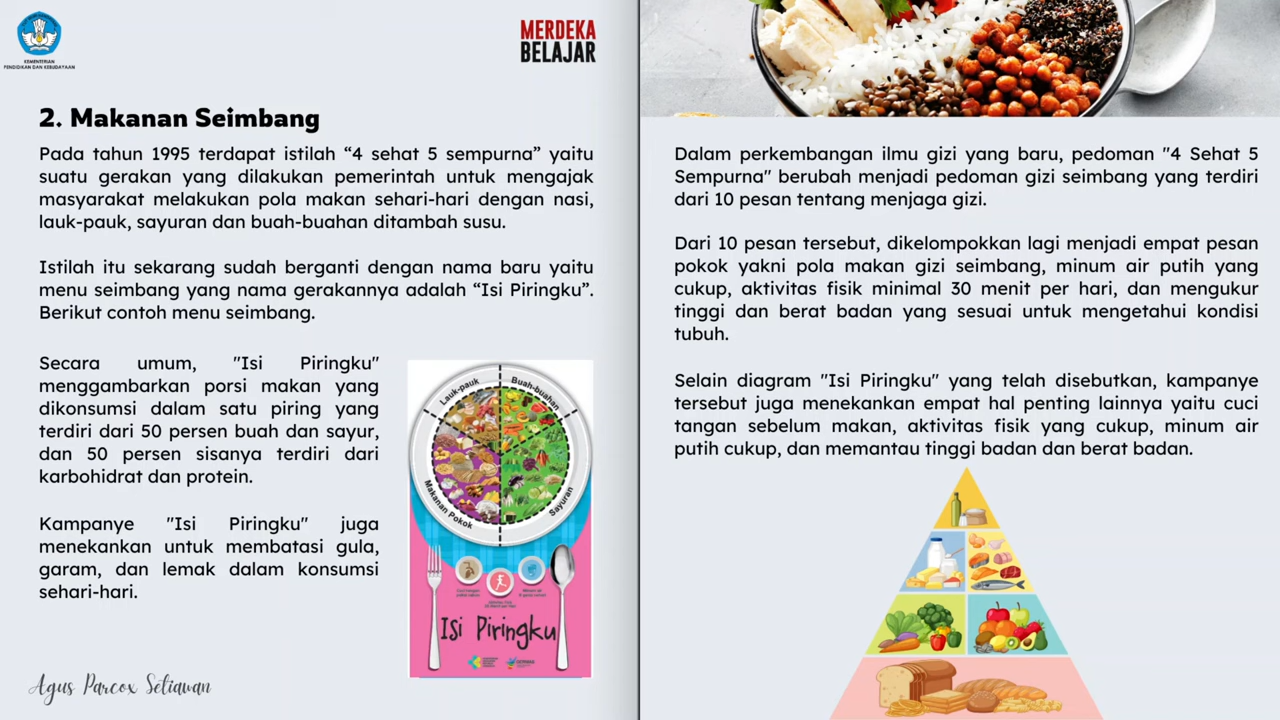 KEMENTERIAN
PENDIDIKAN DAN KEBUDAYAAN
MERDEKA
BELAJAR
2. Makanan Seimbang
Pada tahun 1995 terdapat istilah “4 sehat 5 sempurna” yaitu
suatu gerakan yang dilakukan pemerintah untuk mengajak
masyarakat melakukan pola makan sehari-hari dengan nasi,
lauk-pauk, sayuran dan buah-buahan ditambah susu.
Istilah itu sekarang sudah berganti dengan nama baru yaitu
menu seimbang yang nama gerakannya adalah “Isi Piringku”.
Berikut contoh menu seimbang.
Secara umum, "Isi Piringku"
menggambarkan porsi makan yang
dikonsumsi dalam satu piring yang
terdiri dari 50 persen buah dan sayur,
dan 50 persen sisanya terdiri dari
karbohidrat dan protein.
Kampanye "Isi Piringku" juga
menekankan untuk membatasi gula,
garam, dan lemak dalam konsumsi
sehari-hari.
Lauk-pauk
Buah-buahan
Makanan Pokok
Sayuran
Isi Piringku
Agus Parcox Setiawan
Dalam perkembangan ilmu gizi yang baru, pedoman "4 Sehat 5
Sempurna" berubah menjadi pedoman gizi seimbang yang terdiri
dari 10 pesan tentang menjaga gizi.
Dari 10 pesan tersebut, dikelompokkan lagi menjadi empat pesan
pokok yakni pola makan gizi seimbang, minum air putih yang
cukup, aktivitas fisik minimal 30 menit per hari, dan mengukur
tinggi dan berat badan yang sesuai untuk mengetahui kondisi
tubuh.
Selain diagram "Isi Piringku" yang telah disebutkan, kampanye
tersebut juga menekankan empat hal penting lainnya yaitu cuci
tangan sebelum makan, aktivitas fisik yang cukup, minum air
putih cukup, dan memantau tinggi badan dan berat badan.